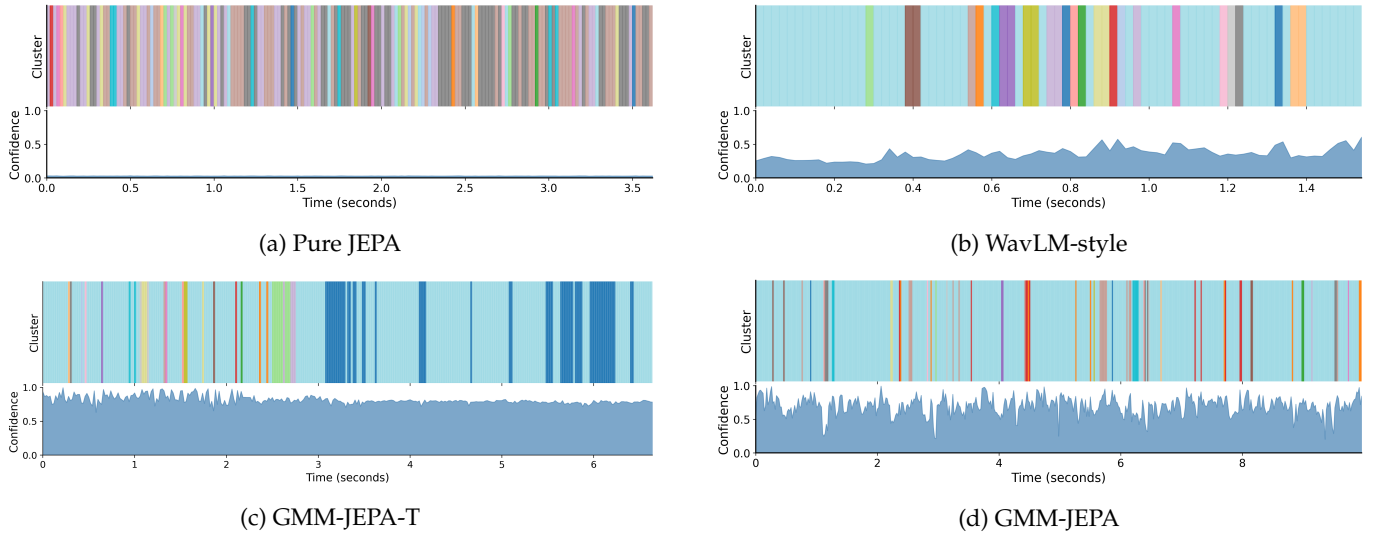 Cluster
1.0
0.5
0.0
Confidence
0.0 0.5 1.0 1.5 2.0 2.5 3.0 3.5
Time (seconds)
(a) Pure JEPA
Cluster
1.0
0.5
0.0
Confidence
0.0 0.2 0.4 0.6 0.8 1.0 1.2 1.4
Time (seconds)
(b) WavLM-style
Cluster
1.0
0.5
0.0
Confidence
0 1 2 3 4 5 6
Time (seconds)
(c) GMM-JEPA-T
Cluster
1.0
0.5
0.0
Confidence
0 2 4 6 8
Time (seconds)
(d) GMM-JEPA